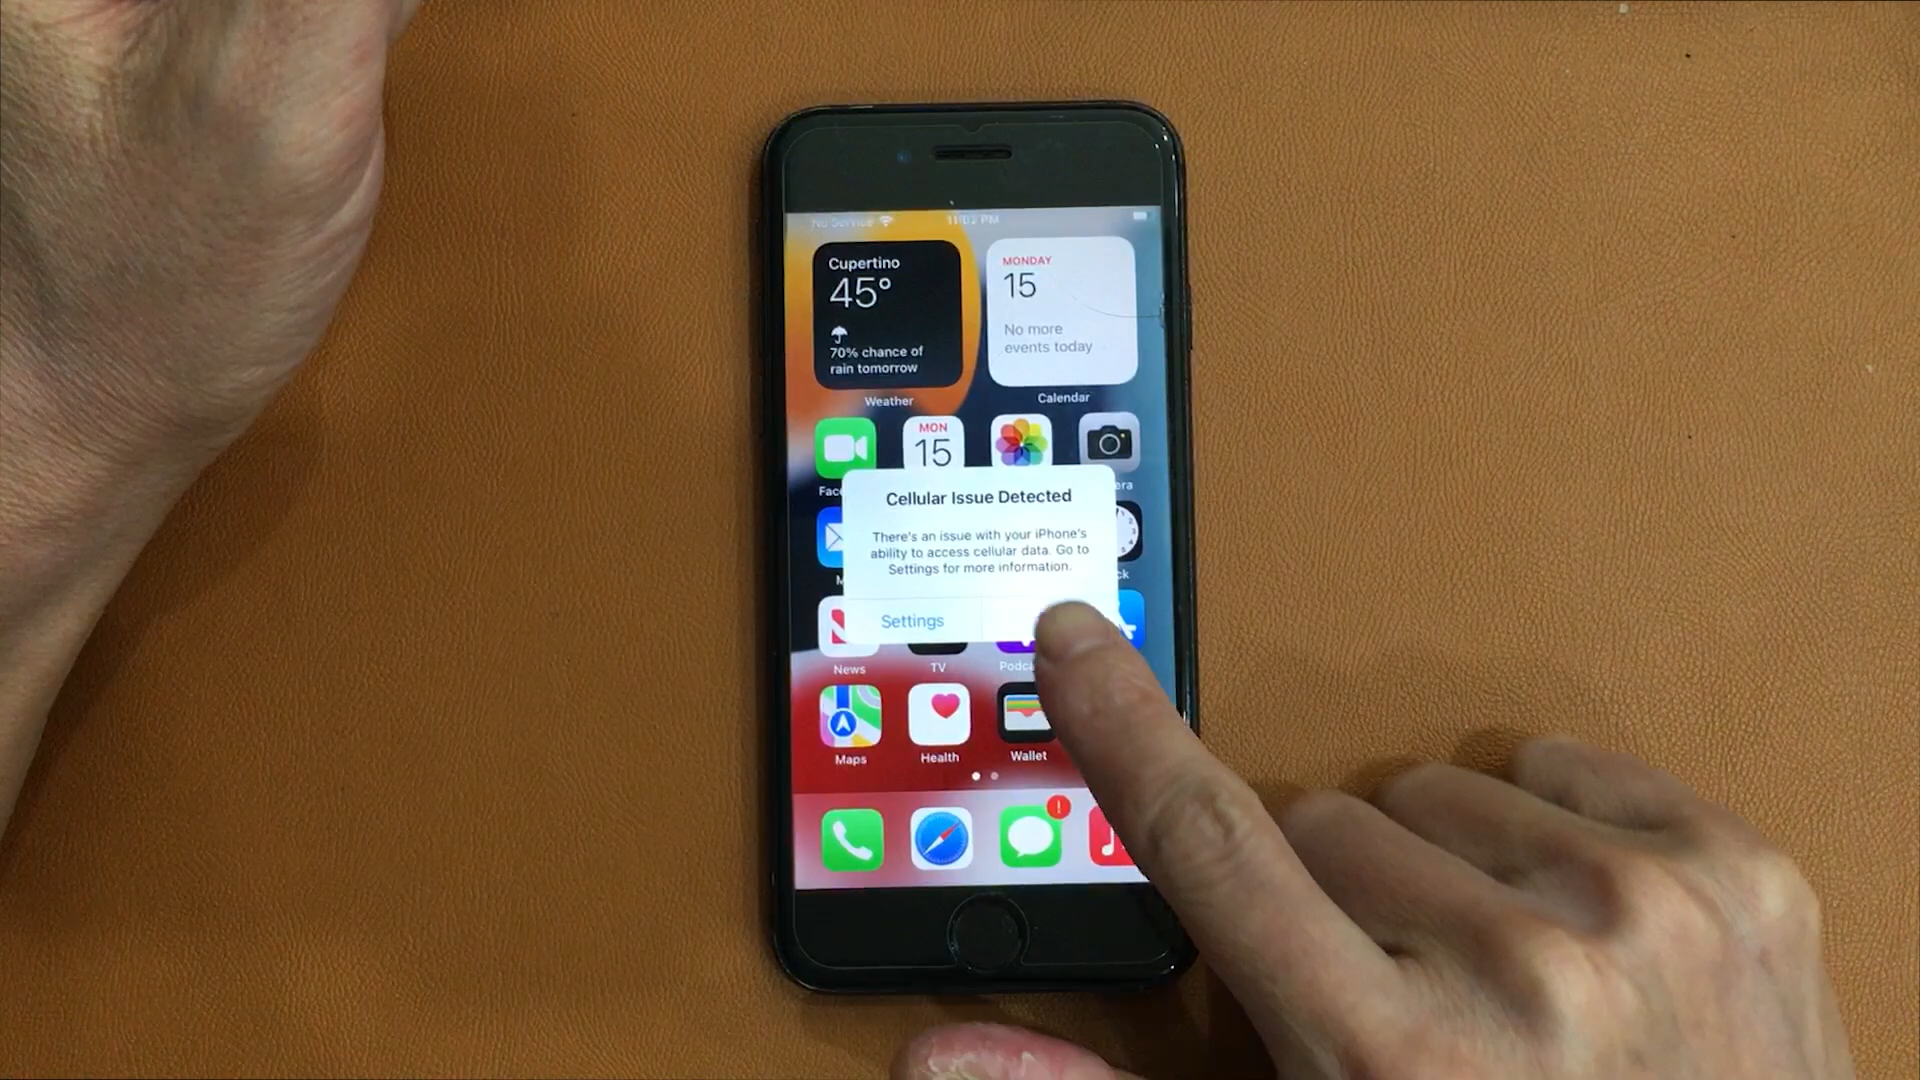 No Service 11:02 PM
Cupertino
45°
70% chance of
rain tomorrow
Weather
MONDAY
15
No more
events today
Calendar
MON
15
Cellular Issue Detected
There's an issue with your iPhone's
ability to access cellular data. Go to
Settings for more information.
Settings
News
TV
Maps
Health
Wallet
!